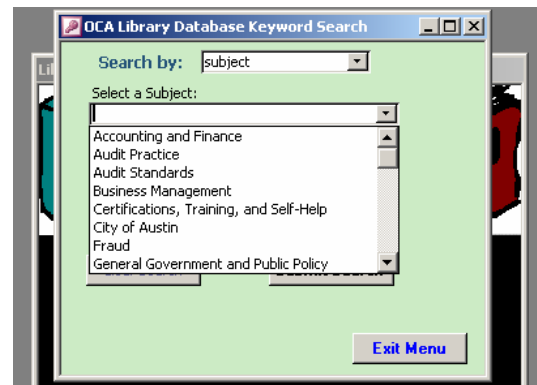 OCA Library Database Keyword Search
Search by: subject
Select a Subject:
Accounting and Finance
Audit Practice
Audit Standards
Business Management
Certifications, Training, and Self-Help
City of Austin
Fraud
General Government and Public Policy
Exit Menu